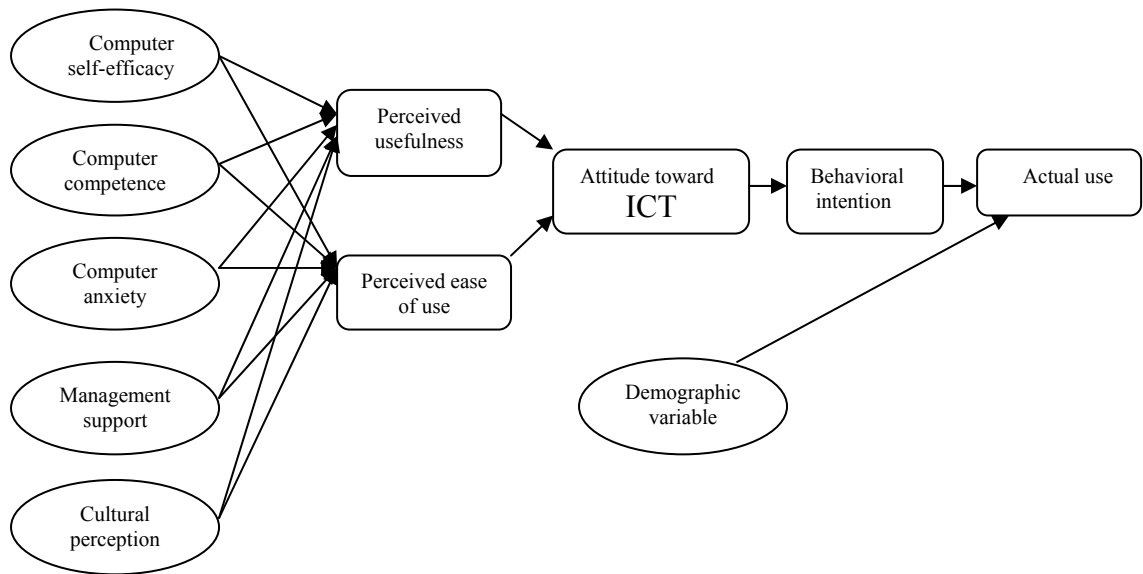 Computer
self-efficacy
Computer
competence
Computer
anxiety
Management
support
Cultural
perception
Perceived
usefulness
Perceived ease
of use
Attitude toward
ICT
Behavioral
intention
Actual use
Demographic
variable